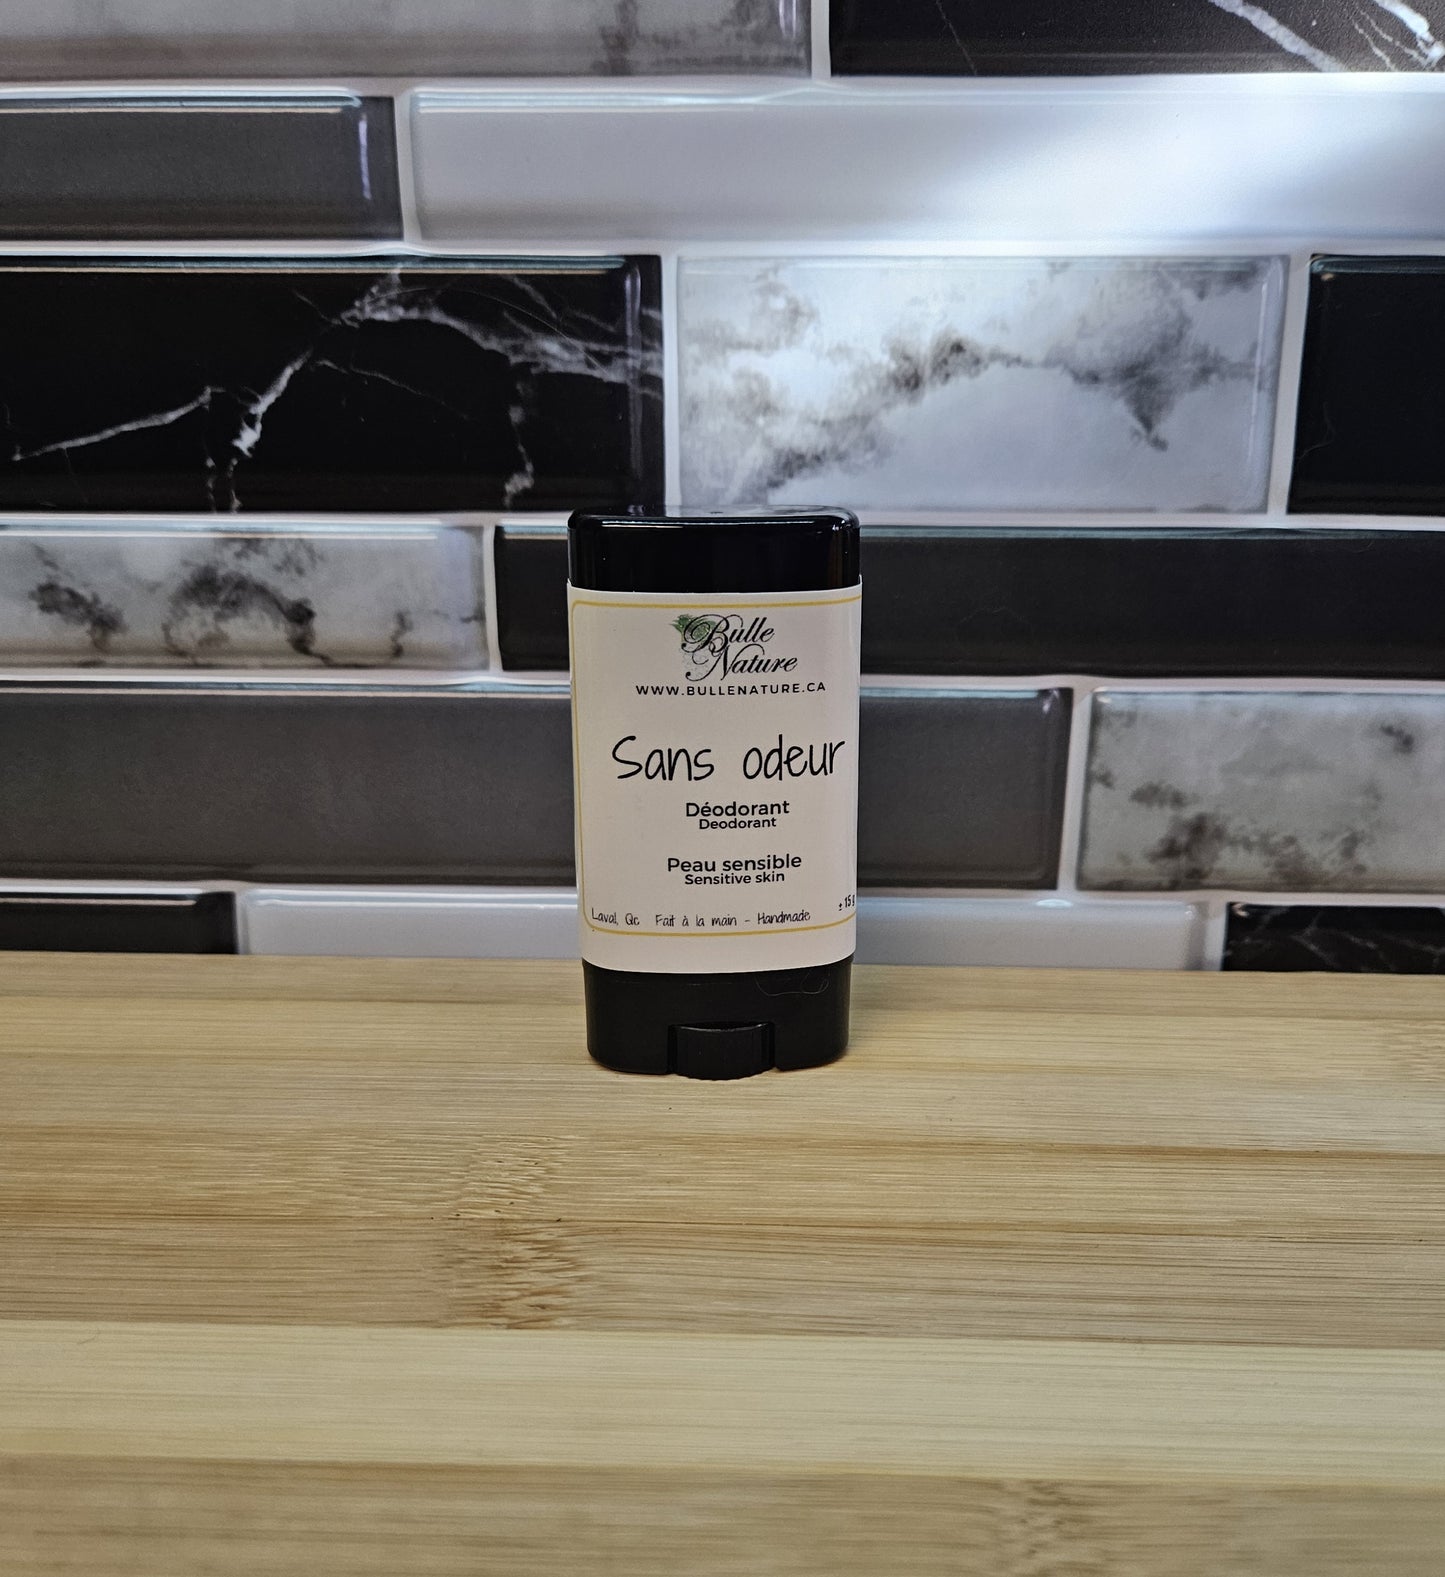 Bulle
Nature
WWW.BULLENATURE.CA
Sans odeur
Déodorant
Deodorant
Peau sensible
Sensitive skin
± 15 g
Laval, Qc Fait à la main - Handmade